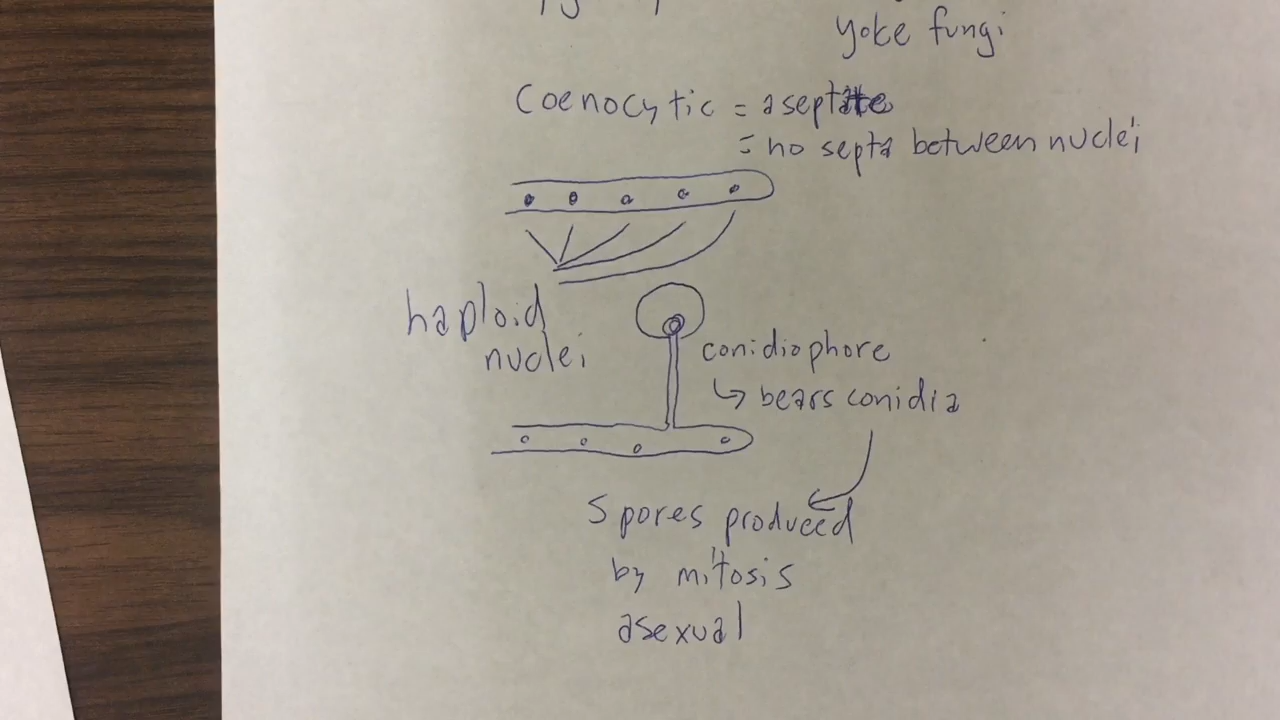 yoke fungi
Coenocytic = aseptate
= no septa between nuclei
haploid
nuclei
conidiophore
↳ bears conidia
Spores produced
by mitosis
asexual